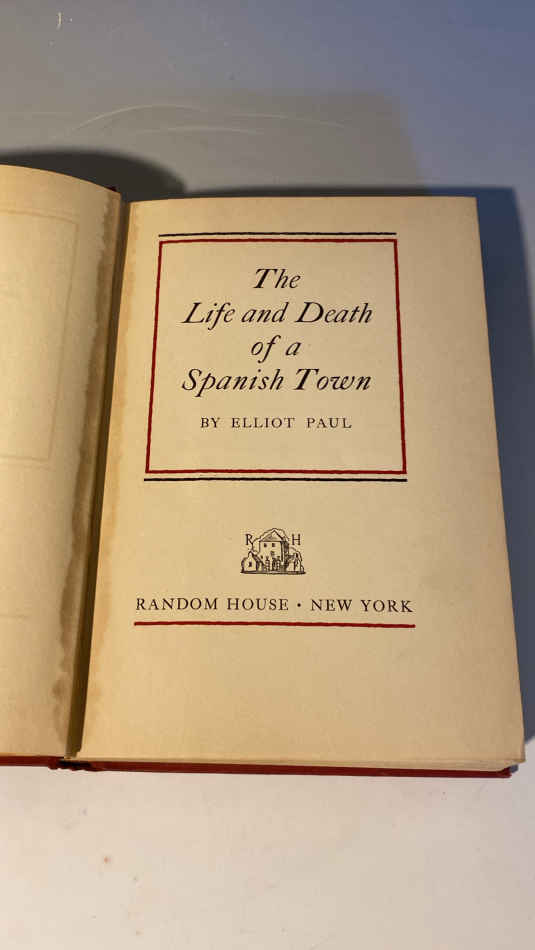 The
Life and Death
of a
Spanish Town
BY ELLIOT PAUL
R H
RANDOM HOUSE • NEW YORK